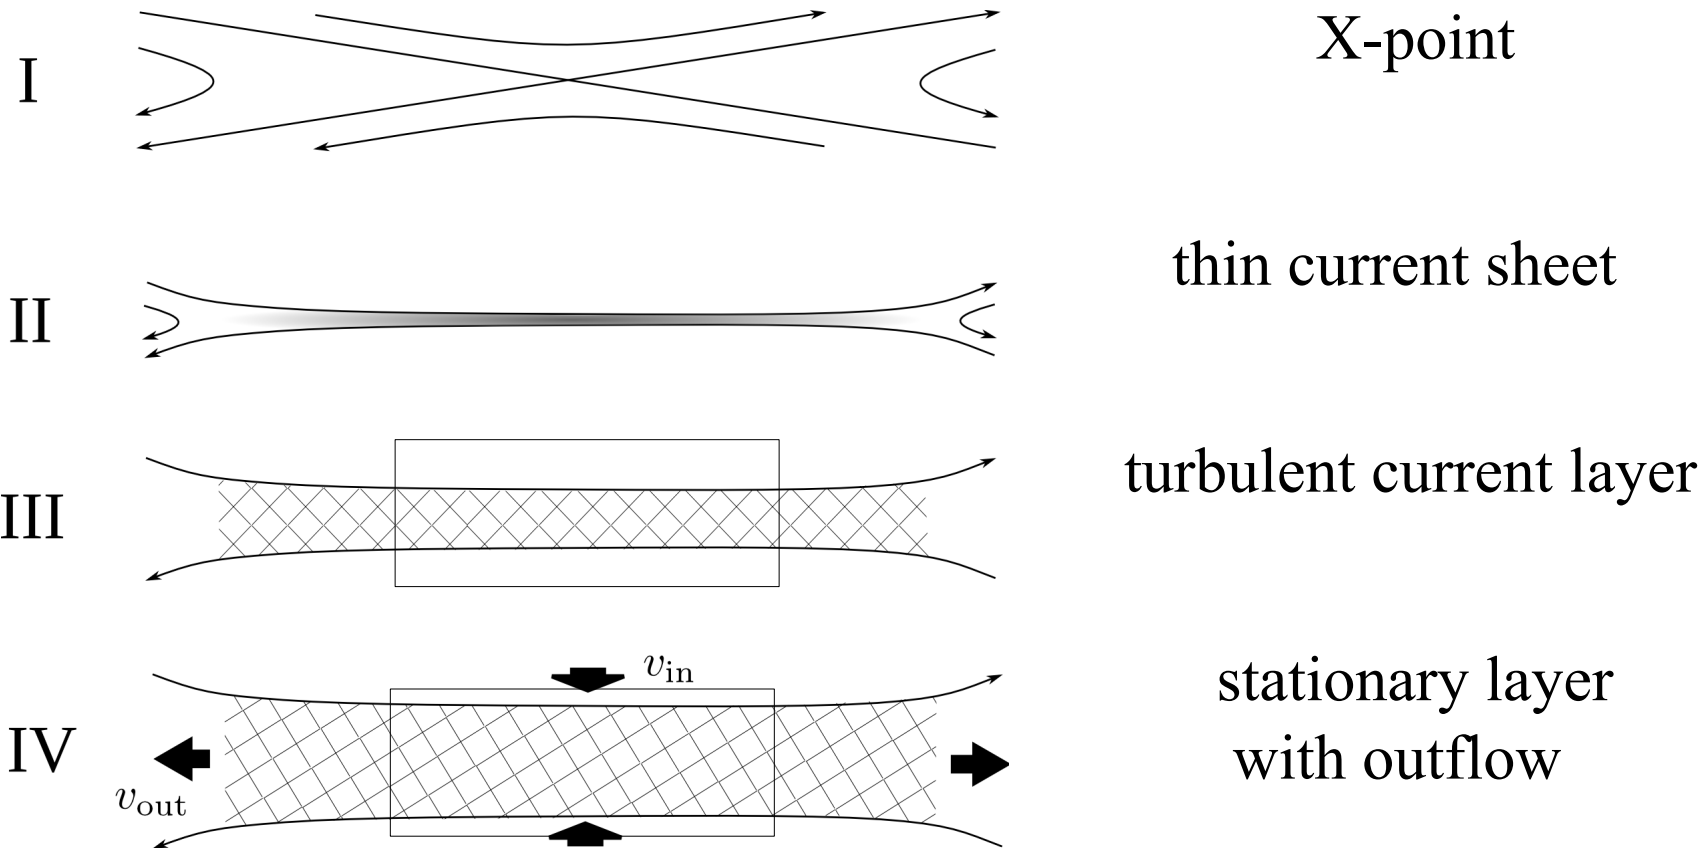 I
X-point
II
thin current sheet
III
turbulent current layer
IV
v_in
v_out
stationary layer
with outflow